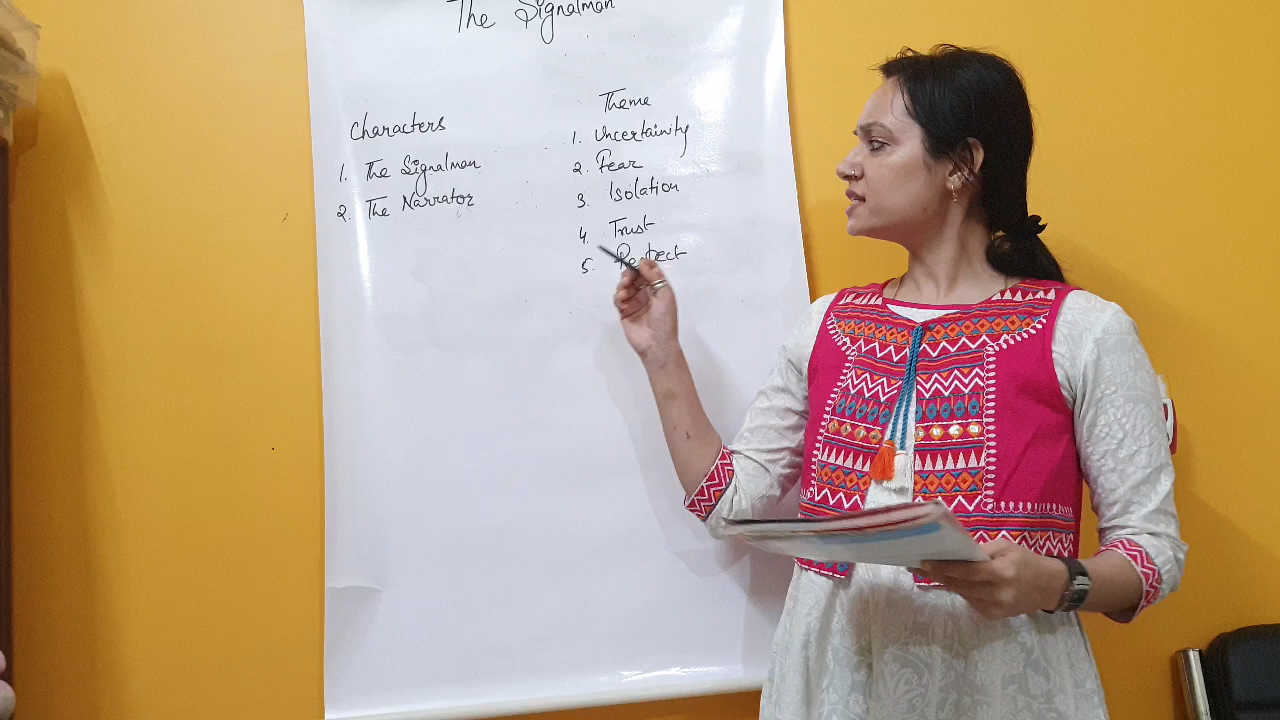 The Signalman
Characters
1. The Signalman
2. The Narrator
Theme
1. Uncertainity
2. Fear
3. Isolation
4. Trust
5.